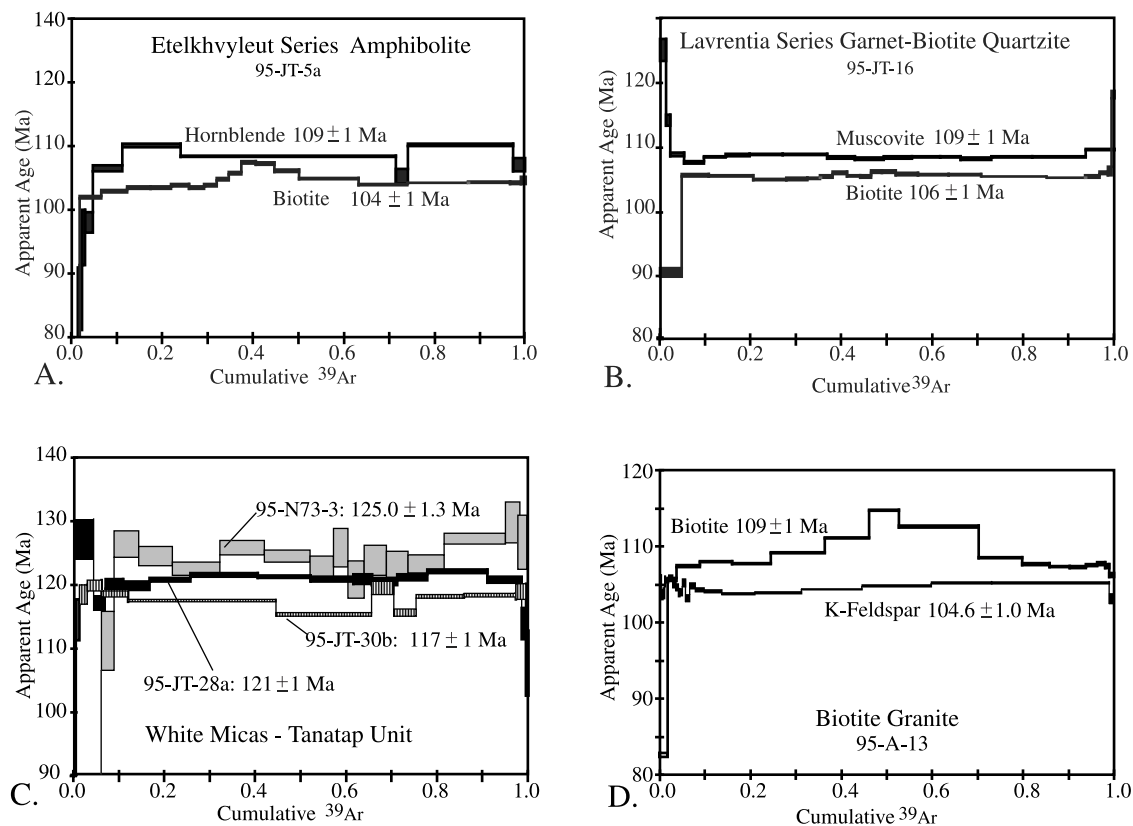 140
130
120
110
100
90
80
Apparent Age (Ma)
Etelkhvyleut Series Amphibolite
95-JT-5a
Hornblende 109 ± 1 Ma
Biotite 104 ± 1 Ma
0.0 0.2 0.4 0.6 0.8 1.0
Cumulative ³⁹Ar
A.
130
120
110
100
90
80
Apparent Age (Ma)
Lavrentia Series Garnet-Biotite Quartzite
95-JT-16
Muscovite 109 ± 1 Ma
Biotite 106 ± 1 Ma
0.0 0.2 0.4 0.6 0.8 1.0
Cumulative ³⁹Ar
B.
140
130
120
110
100
90
Apparent Age (Ma)
95-N73-3: 125.0 ± 1.3 Ma
95-JT-30b: 117 ± 1 Ma
95-JT-28a: 121 ± 1 Ma
White Micas - Tanatap Unit
0.0 0.2 0.4 0.6 0.8 1.0
Cumulative ³⁹Ar
C.
120
110
100
90
80
Apparent Age (Ma)
Biotite 109 ± 1 Ma
K-Feldspar 104.6 ± 1.0 Ma
Biotite Granite
95-A-13
0.0 0.2 0.4 0.6 0.8 1.0
Cumulative ³⁹Ar
D.